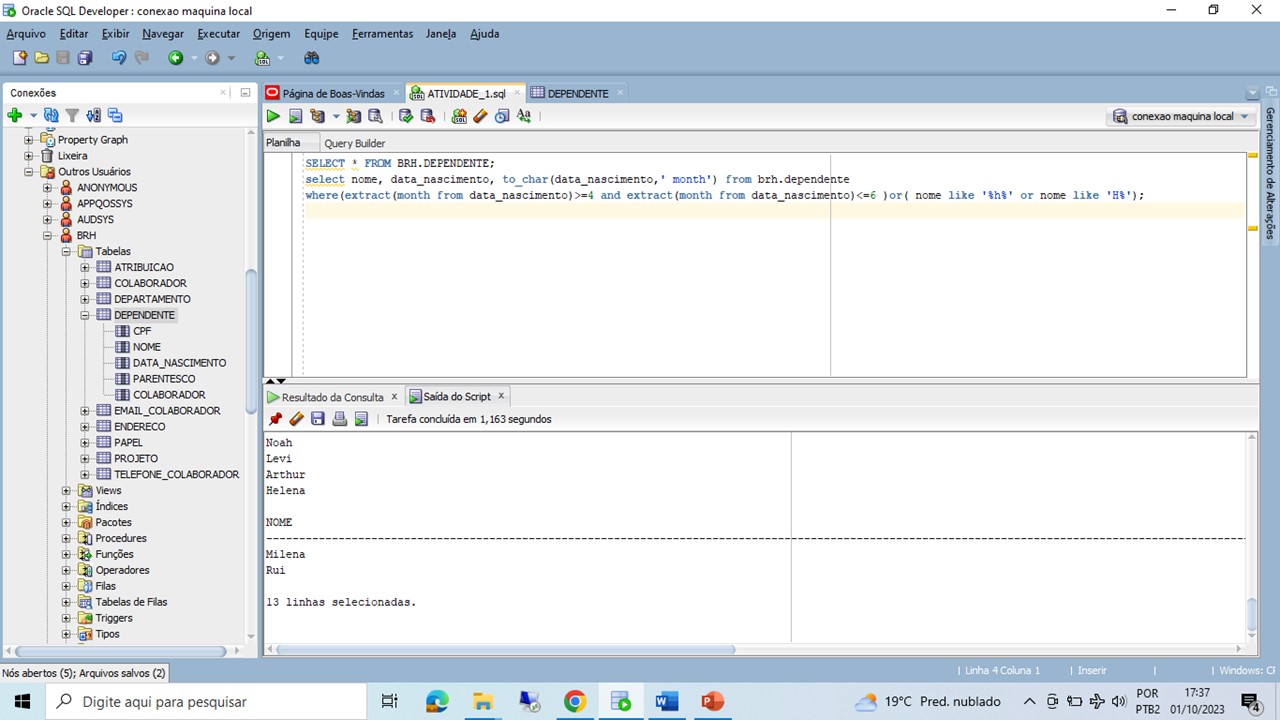 Oracle SQL Developer : conexao maquina local
Arquivo Editar Exibir Navegar Executar Origem Equipe Ferramentas Janela Ajuda
Conexões
Property Graph
Lixeira
Outros Usuários
ANONYMOUS
APPQOSSYS
AUDSYS
BRH
Tabelas
ATRIBUICAO
COLABORADOR
DEPARTAMENTO
DEPENDENTE
CPF
NOME
DATA_NASCIMENTO
PARENTESCO
COLABORADOR
EMAIL_COLABORADOR
ENDERECO
PAPEL
PROJETO
TELEFONE_COLABORADOR
Views
Índices
Pacotes
Procedures
Funções
Operadores
Filas
Tabelas de Filas
Triggers
Tipos
Página de Boas-Vindas ATIVIDADE_1.sql DEPENDENTE
conexao maquina local
Planilha Query Builder
SELECT * FROM BRH.DEPENDENTE;
select nome, data_nascimento, to_char(data_nascimento,' month') from brh.dependente
where(extract(month from data_nascimento)>=4 and extract(month from data_nascimento)<=6 )or( nome like '%h%' or nome like 'H%');
Resultado da Consulta Saída do Script
Tarefa concluída em 1,163 segundos
Noah
Levi
Arthur
Helena
NOME
--------------------------------------------------------------------------------------------------
Milena
Rui
13 linhas selecionadas.
Gerenciamento de Alterações
Nós abertos (5); Arquivos salvos (2)
Linha 4 Coluna 1 Inserir Windows: CF
Digite aqui para pesquisar
19°C Pred. nublado
POR
PTB2
17:37
01/10/2023
4